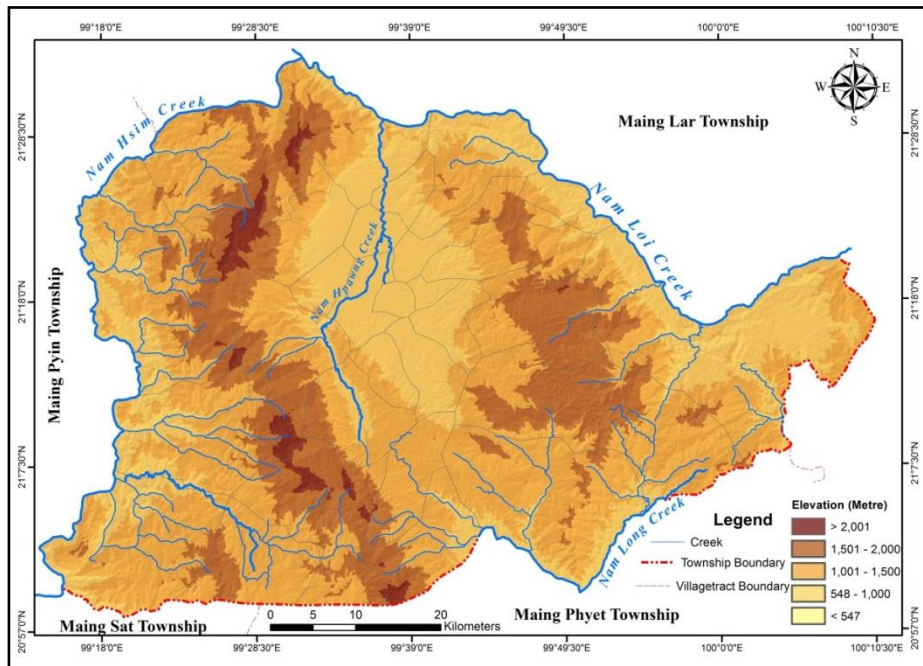 99°18'0"E 99°28'30"E 99°39'0"E 99°49'30"E 100°0'0"E 100°10'30"E
N
W E
S
Maing Lar Township
Nam Hsim Creek
21°28'30"N
21°28'30"N
Nam Loi Creek
Nam Hpawng Creek
21°18'0"N
21°18'0"N
Maing Pyin Township
21°7'30"N
21°7'30"N
Nam Long Creek
Legend
Creek
Township Boundary
Villagetract Boundary
Elevation (Metre)
> 2,001
1,501 - 2,000
1,001 - 1,500
548 - 1,000
< 547
Maing Sat Township
0 5 10 20
Kilometers
Maing Phyet Township
20°57'0"N
20°57'0"N
99°18'0"E 99°28'30"E 99°39'0"E 99°49'30"E 100°0'0"E 100°10'30"E